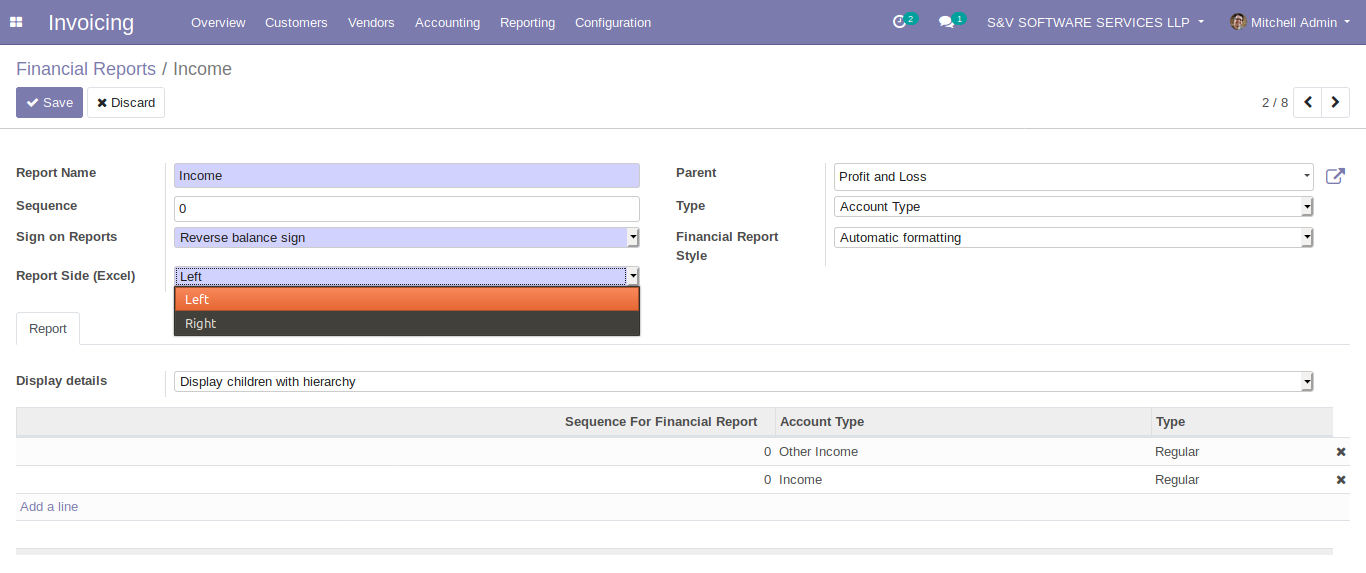 Invoicing Overview Customers Vendors Accounting Reporting Configuration 2 1 S&V SOFTWARE SERVICES LLP Mitchell Admin
Financial Reports / Income
Save Discard 2 / 8
Report Name Income Parent Profit and Loss
Sequence 0 Type Account Type
Sign on Reports Reverse balance sign Financial Report Style Automatic formatting
Report Side (Excel) Left
Left
Right
Report
Display details Display children with hierarchy
Sequence For Financial Report Account Type Type
0 Other Income Regular
0 Income Regular
Add a line